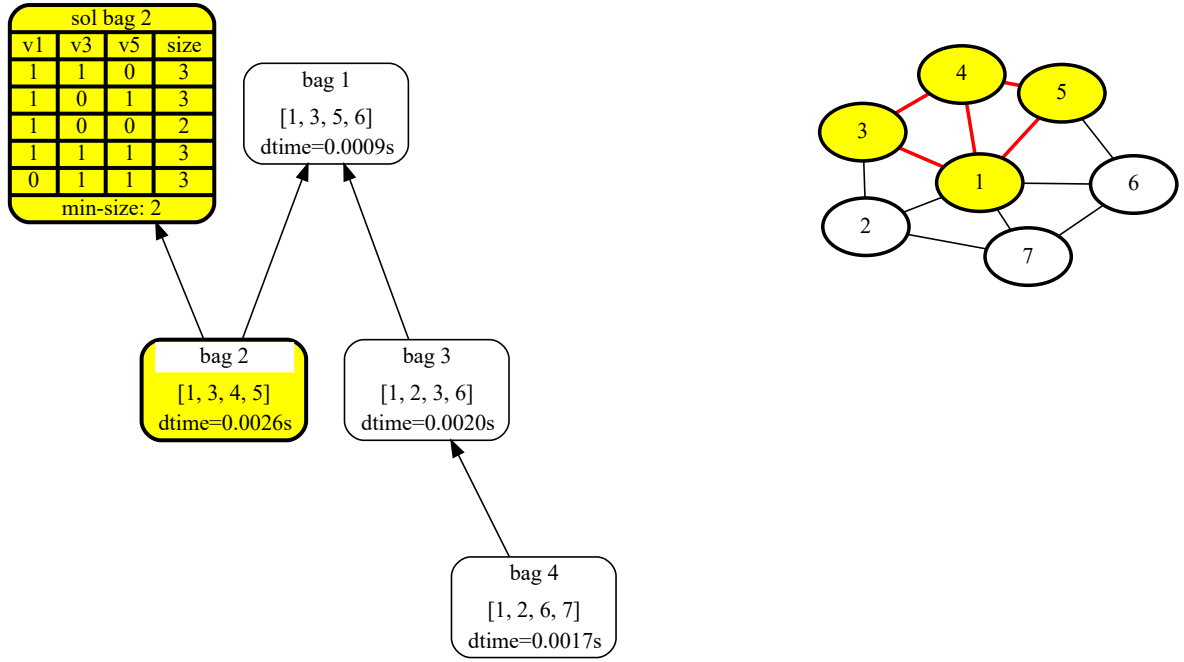 sol bag 2
v1 v3 v5 size
1 1 0 3
1 0 1 3
1 0 0 2
1 1 1 3
0 1 1 3
min-size: 2
bag 1
[1, 3, 5, 6]
dtime=0.0009s
bag 2
[1, 3, 4, 5]
dtime=0.0026s
bag 3
[1, 2, 3, 6]
dtime=0.0020s
bag 4
[1, 2, 6, 7]
dtime=0.0017s
4
5
3
1
6
2
7